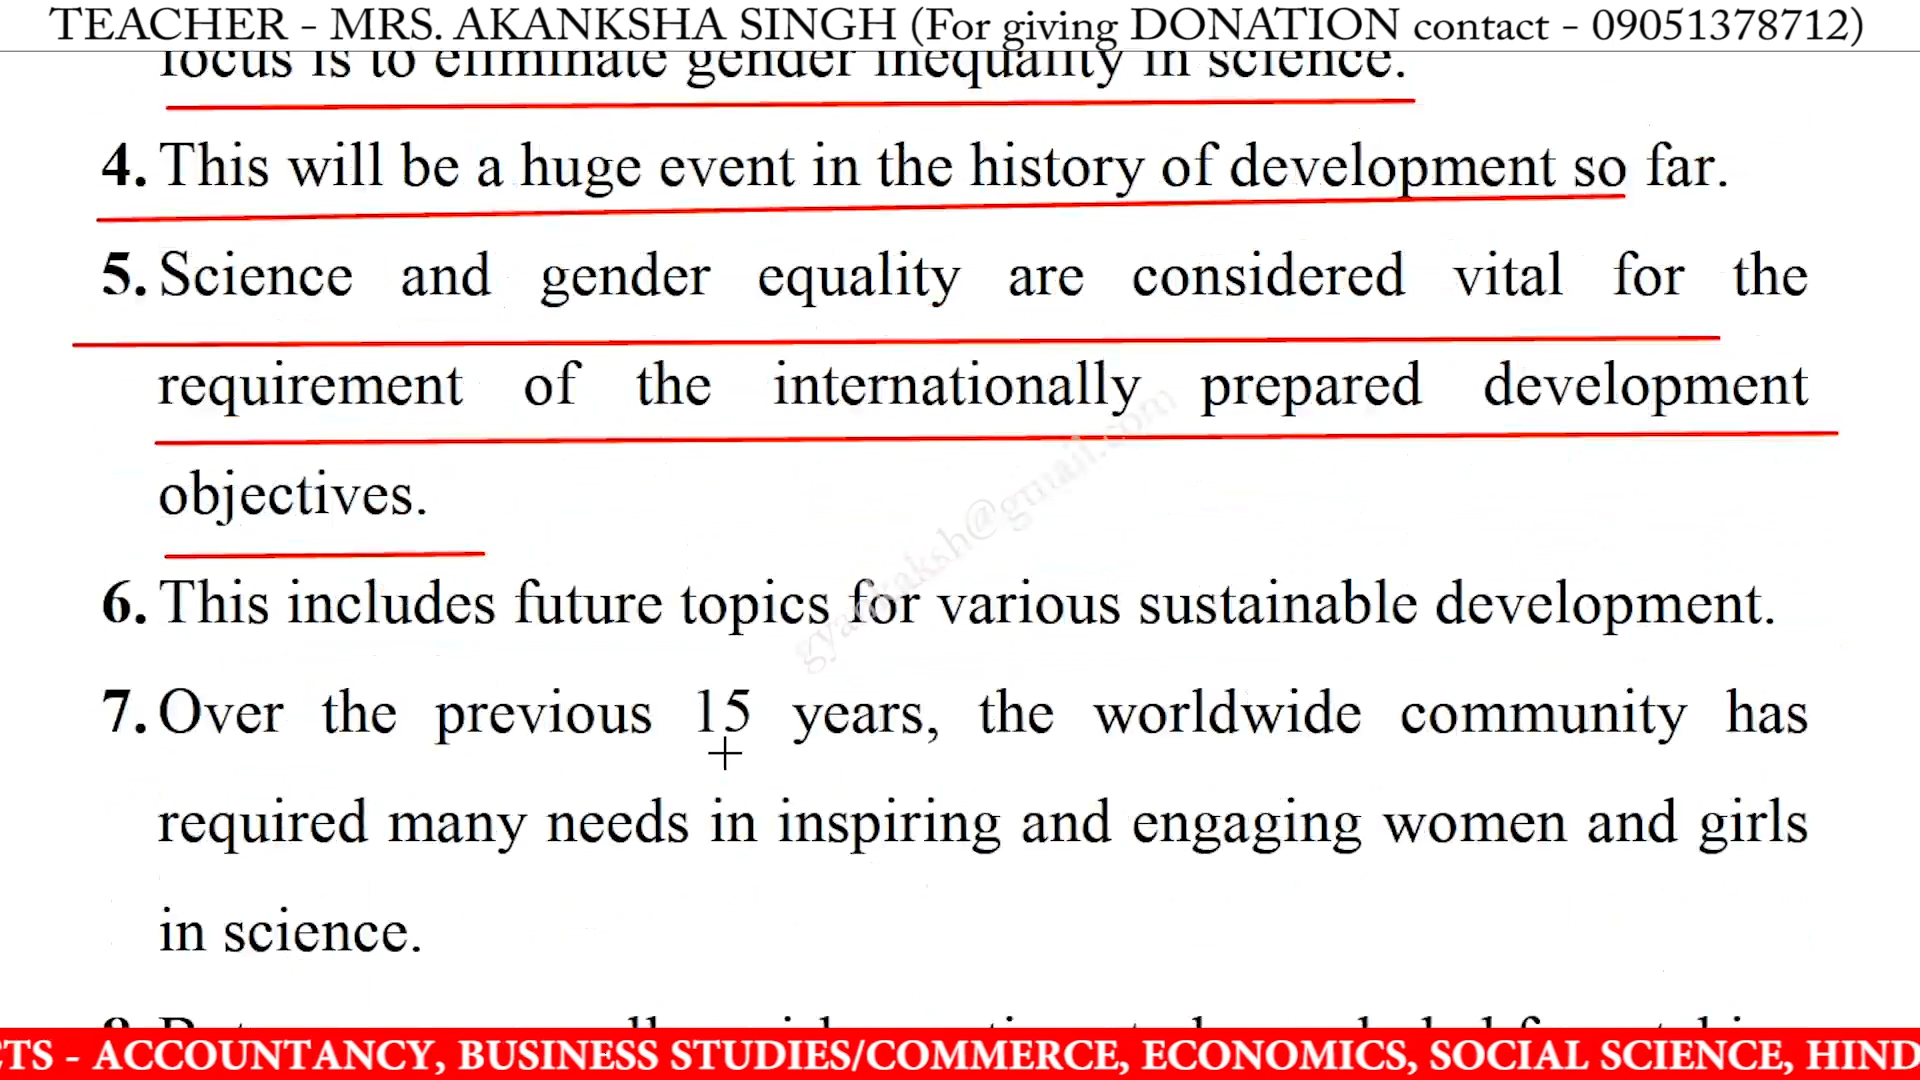 TEACHER - MRS. AKANKSHA SINGH (For giving DONATION contact - 09051378712)
focus is to eliminate gender inequality in science.
4. This will be a huge event in the history of development so far.
5. Science and gender equality are considered vital for the
requirement of the internationally prepared development
objectives.
gyankaksh@gmail.com
6. This includes future topics for various sustainable development.
7. Over the previous 15 years, the worldwide community has
required many needs in inspiring and engaging women and girls
in science.
CTS - ACCOUNTANCY, BUSINESS STUDIES/COMMERCE, ECONOMICS, SOCIAL SCIENCE, HIND